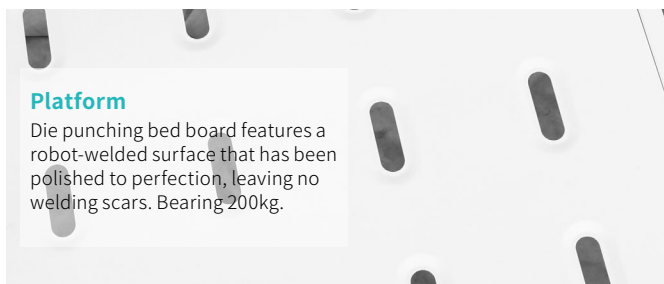 Platform
Die punching bed board features a
robot-welded surface that has been
polished to perfection, leaving no
welding scars. Bearing 200kg.